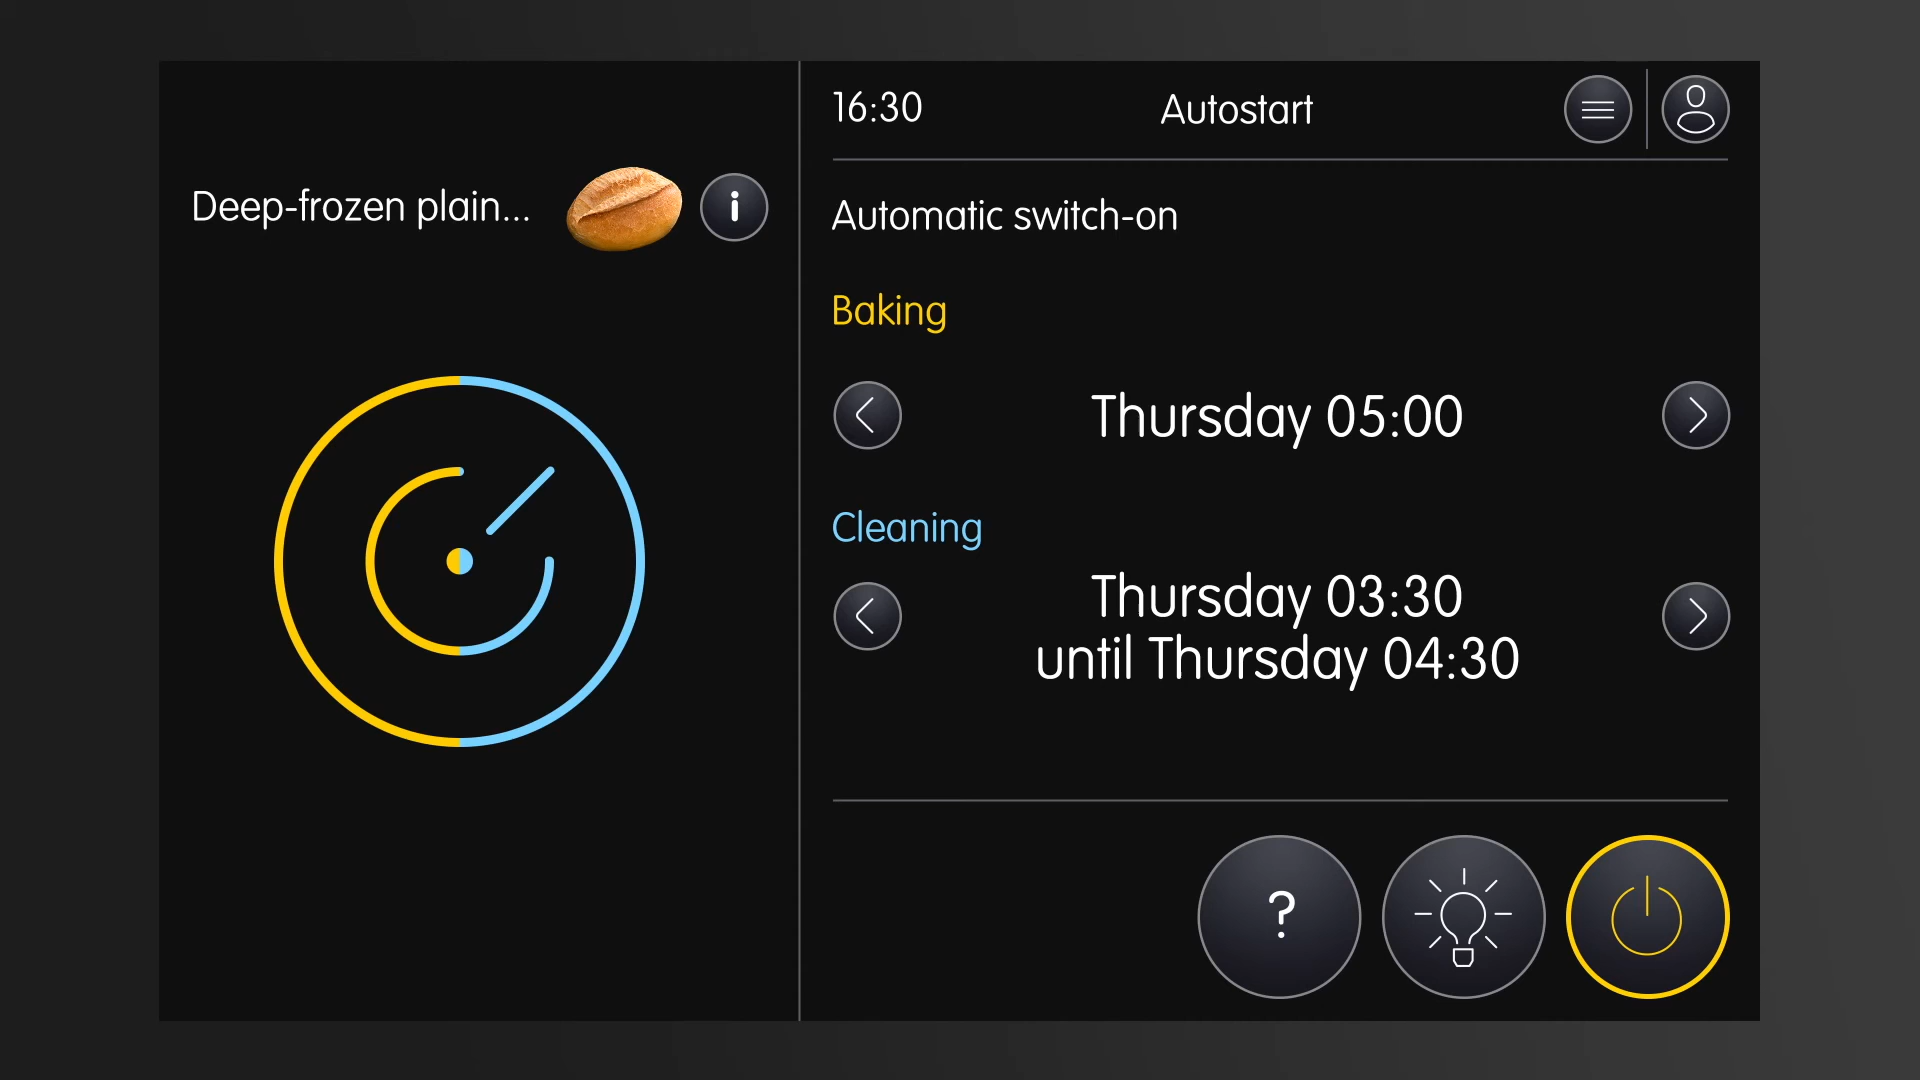 Deep-frozen plain...
i
16:30
Autostart
Automatic switch-on
Baking
Thursday 05:00
Cleaning
Thursday 03:30
until Thursday 04:30
?